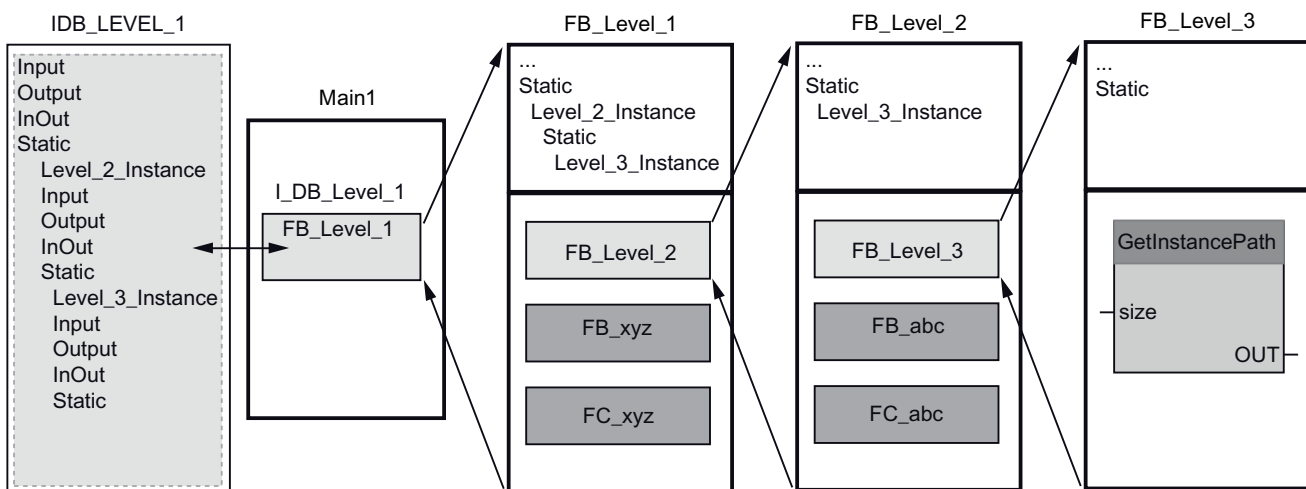 IDB_LEVEL_1
Input
Output
InOut
Static
Level_2_Instance
Input
Output
InOut
Static
Level_3_Instance
Input
Output
InOut
Static
Main1
I_DB_Level_1
FB_Level_1
FB_Level_1
...
Static
Level_2_Instance
Static
Level_3_Instance
FB_Level_2
FB_xyz
FC_xyz
FB_Level_2
...
Static
Level_3_Instance
FB_Level_3
FB_abc
FC_abc
FB_Level_3
...
Static
GetInstancePath
size
OUT